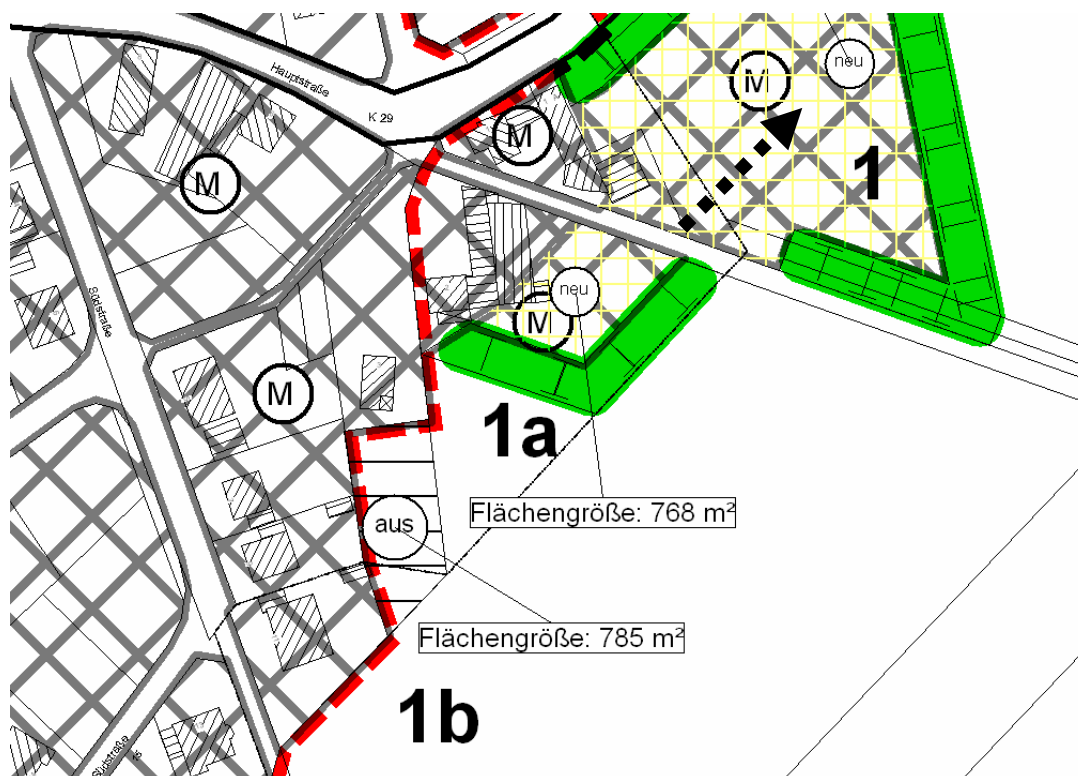 Hauptstraße
K 29
M
M
neu
1
M
Südstraße
neu
M
M
1a
Flächengröße: 768 m²
aus
Flächengröße: 785 m²
1b
Südstraße